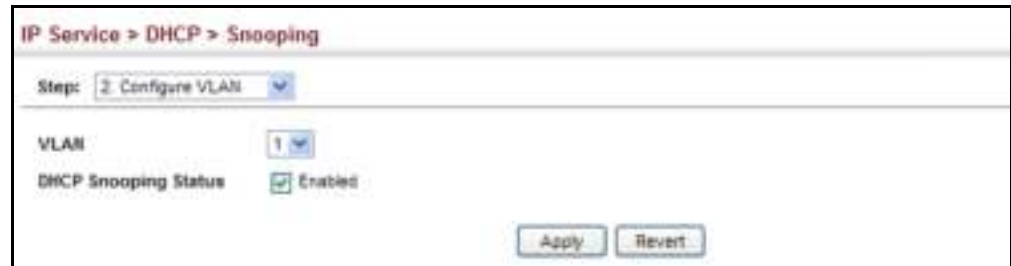 IP Service > DHCP > Snooping
Step: 2. Configure VLAN
VLAN 1
DHCP Snooping Status Enabled
Apply Revert